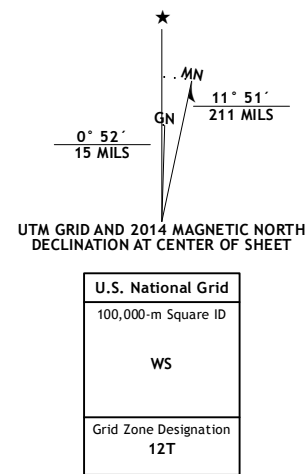 ★
MN
GN
11° 51´
211 MILS
0° 52´
15 MILS
UTM GRID AND 2014 MAGNETIC NORTH
DECLINATION AT CENTER OF SHEET
U.S. National Grid
100,000-m Square ID
WS
Grid Zone Designation
12T